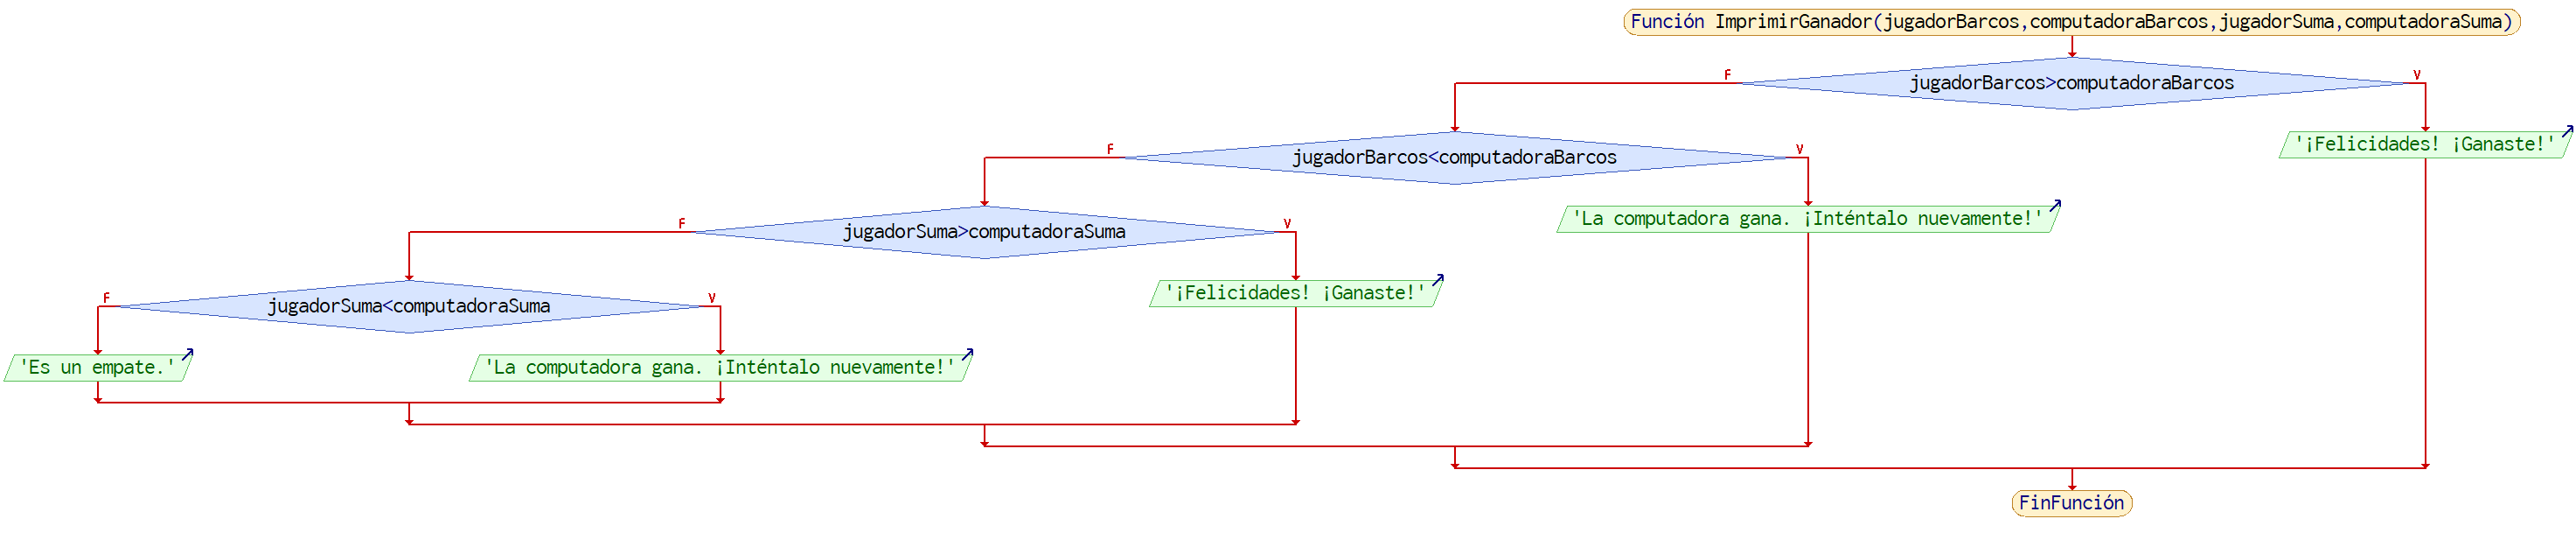 Función ImprimirGanador(jugadorBarcos,computadoraBarcos,jugadorSuma,computadoraSuma)
F
jugadorBarcos>computadoraBarcos
V
F
jugadorBarcos<computadoraBarcos
V
'¡Felicidades! ¡Ganaste!'
F
jugadorSuma>computadoraSuma
V
'La computadora gana. ¡Inténtalo nuevamente!'
F
jugadorSuma<computadoraSuma
V
'¡Felicidades! ¡Ganaste!'
'Es un empate.'
'La computadora gana. ¡Inténtalo nuevamente!'
FinFunción